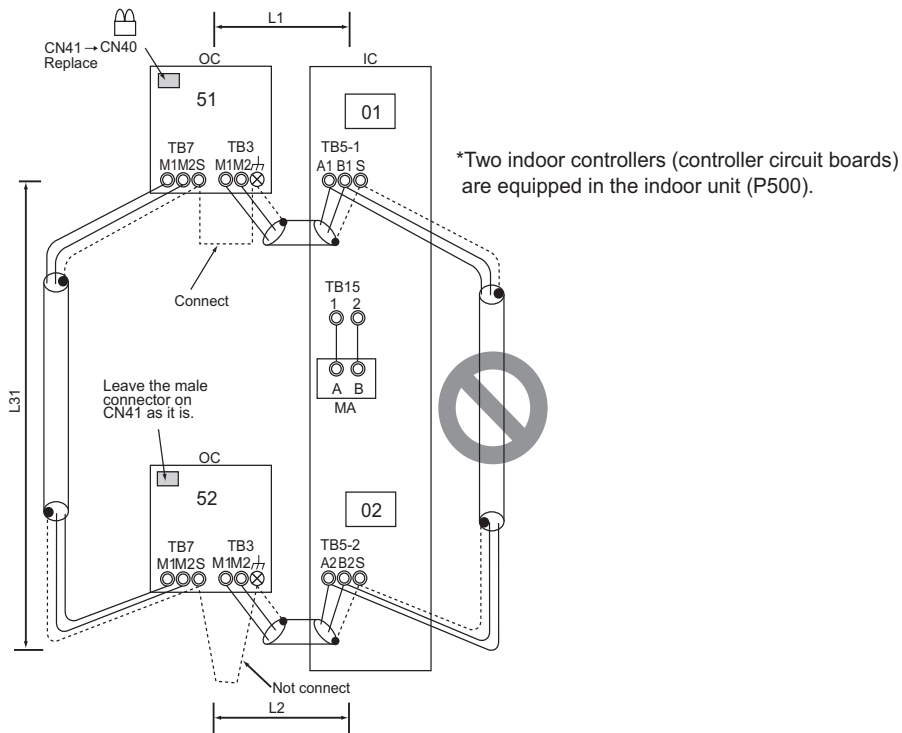 L1
CN41→CN40
Replace
OC
IC
51
01
TB7
TB3
TB5-1
M1M2S
M1M2
A1 B1 S
*Two indoor controllers (controller circuit boards)
are equipped in the indoor unit (P500).
Connect
TB15
1 2
A B
MA
L31
Leave the male
connector on
CN41 as it is.
OC
52
02
TB7
TB3
TB5-2
M1M2S
M1M2
A2B2S
Not connect
L2